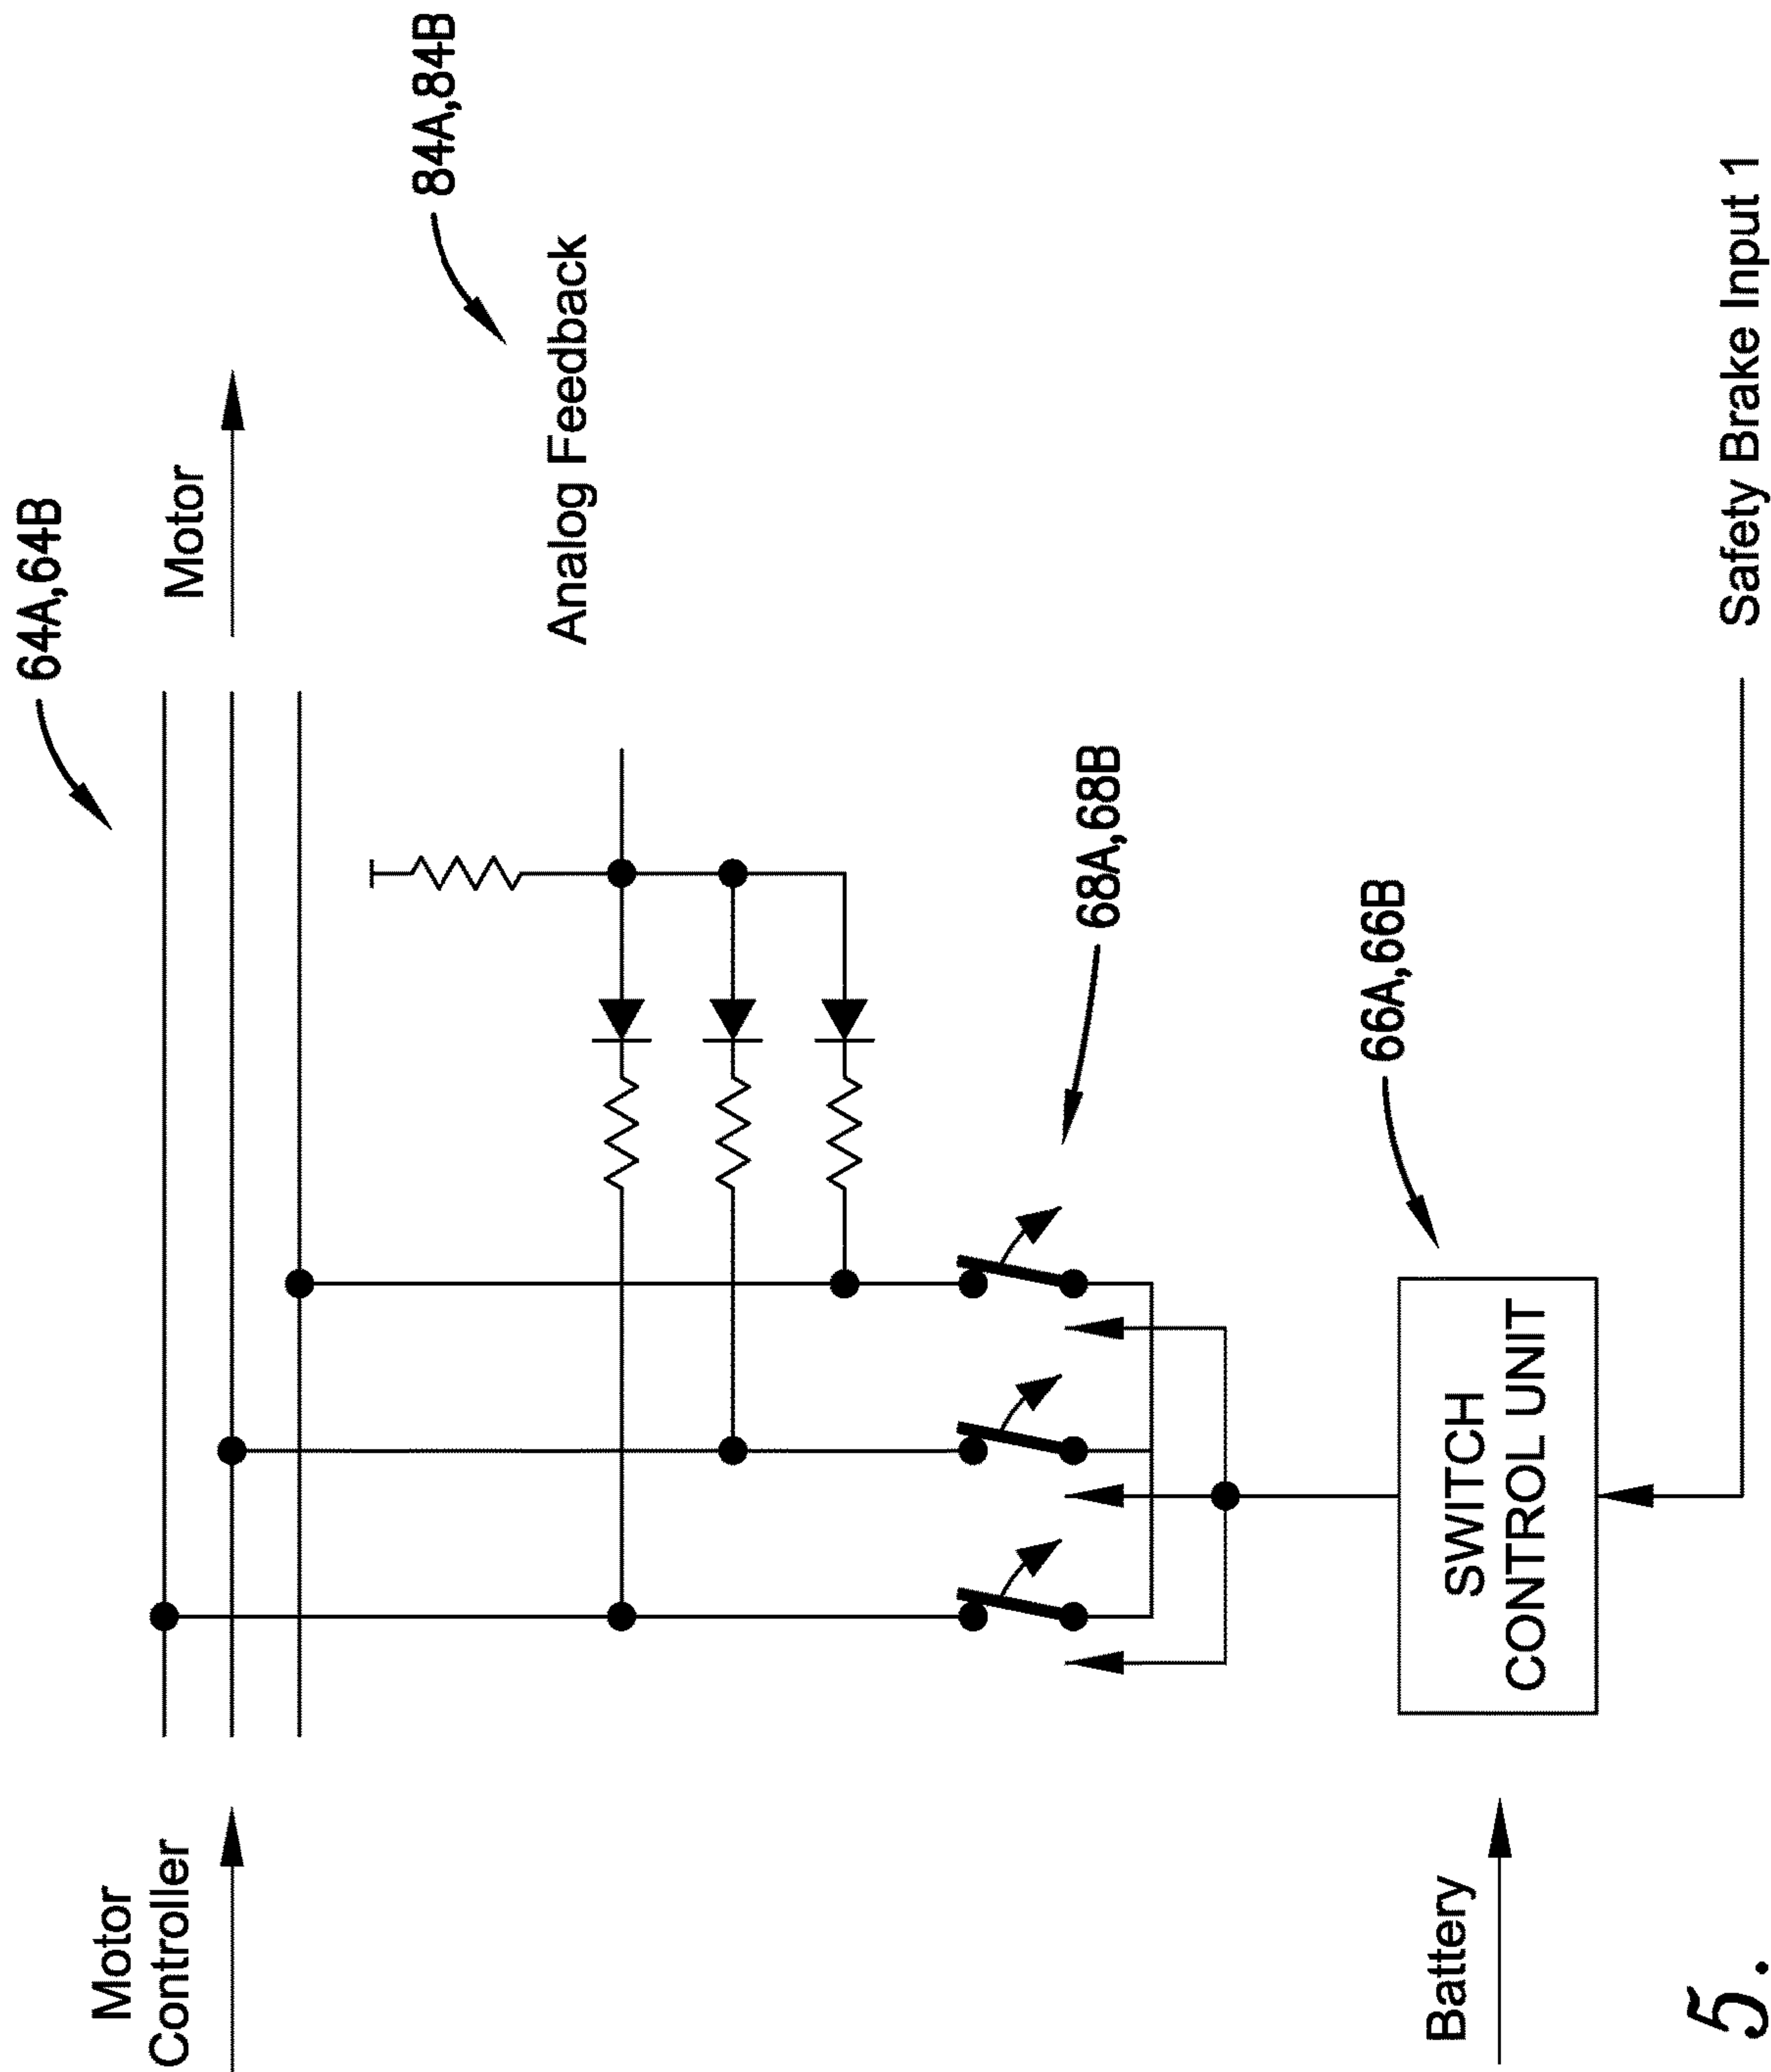 64A,64B
Motor
Controller
Motor
84A,84B
Analog Feedback
68A,68B
66A,66B
SWITCH
CONTROL UNIT
Battery
Safety Brake Input 1
5.